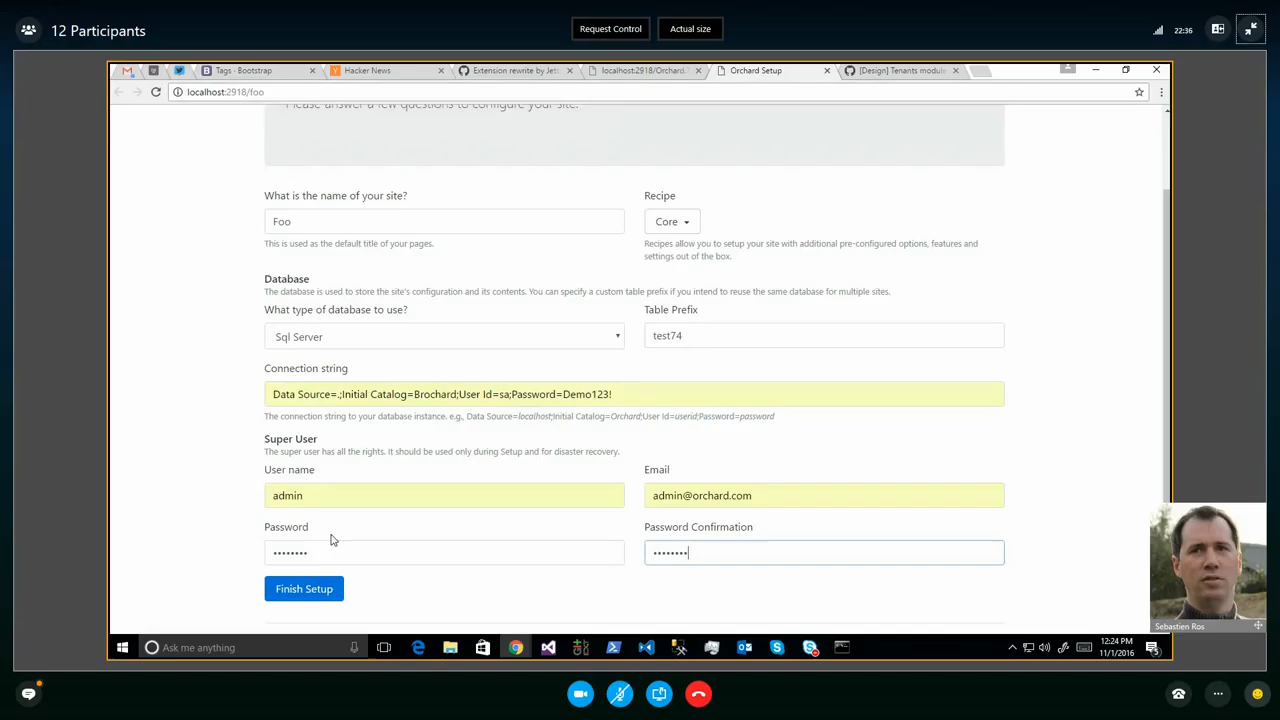 12 Participants
Request Control
Actual size
22:36
Tags · Bootstrap
Hacker News
Extension rewrite by Jet
localhost:2918/Orchard.
Orchard Setup
[Design] Tenants module
localhost:2918/foo
Please answer a few questions to configure your site.
What is the name of your site?
Recipe
Foo
Core
This is used as the default title of your pages.
Recipes allow you to setup your site with additional pre-configured options, features and
settings out of the box.
Database
The database is used to store the site's configuration and its contents. You can specify a custom table prefix if you intend to reuse the same database for multiple sites.
What type of database to use?
Table Prefix
Sql Server
test74
Connection string
Data Source=.;Initial Catalog=Brochard;User Id=sa;Password=Demo123!
The connection string to your database instance. e.g., Data Source=localhost;Initial Catalog=Orchard;User Id=userid;Password=password
Super User
The super user has all the rights. It should be used only during Setup and for disaster recovery.
User name
Email
admin
admin@orchard.com
Password
Password Confirmation
••••••••
••••••••
Finish Setup
Sebastien Ros
Ask me anything
12:24 PM
11/1/2016